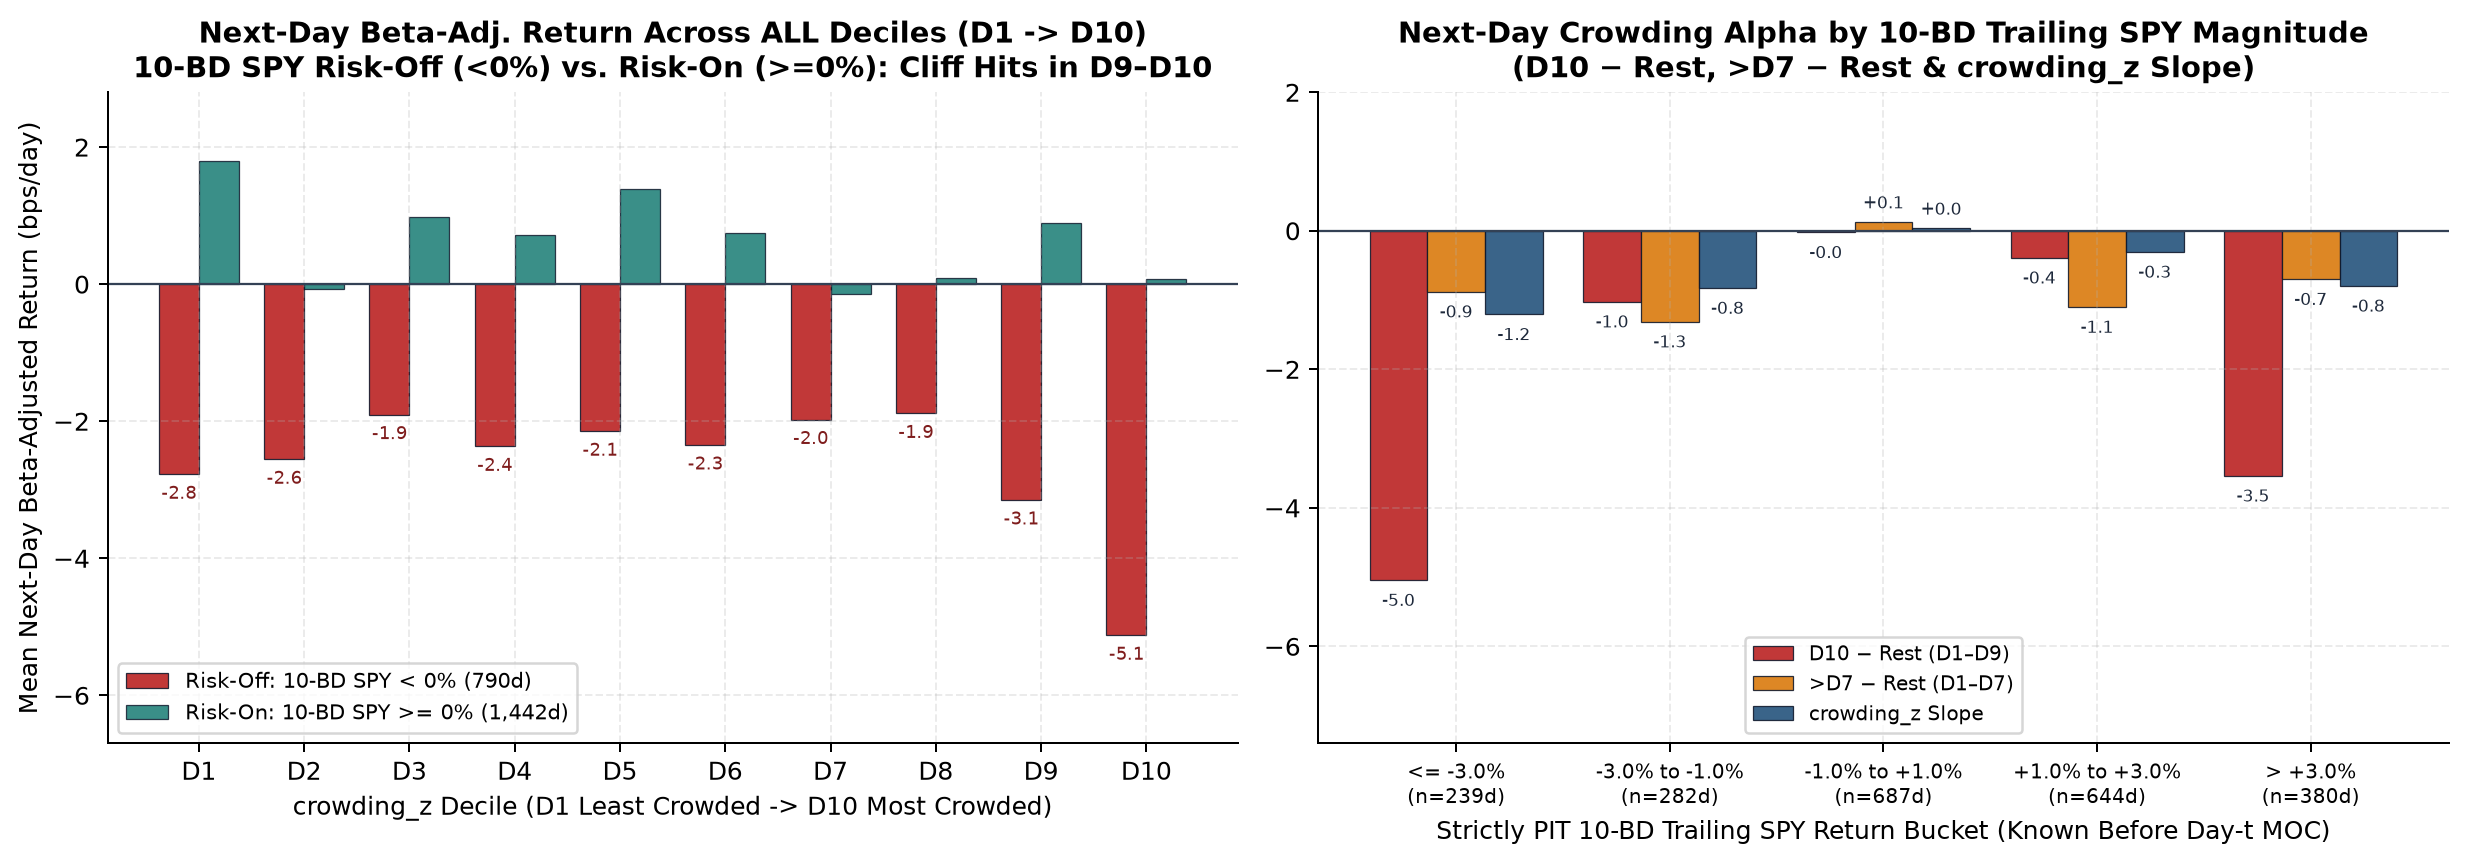 Next-Day Beta-Adj. Return Across ALL Deciles (D1 -> D10)
10-BD SPY Risk-Off (<0%) vs. Risk-On (>=0%): Cliff Hits in D9–D10
Mean Next-Day Beta-Adjusted Return (bps/day)
2
0
−2
−4
−6
-2.8
-2.6
-1.9
-2.4
-2.1
-2.3
-2.0
-1.9
-3.1
-5.1
Risk-Off: 10-BD SPY < 0% (790d)
Risk-On: 10-BD SPY >= 0% (1,442d)
D1 D2 D3 D4 D5 D6 D7 D8 D9 D10
crowding_z Decile (D1 Least Crowded -> D10 Most Crowded)
Next-Day Crowding Alpha by 10-BD Trailing SPY Magnitude
(D10 − Rest, >D7 − Rest & crowding_z Slope)
2
0
−2
−4
−6
-5.0
-0.9
-1.2
-1.0
-1.3
-0.8
-0.0
+0.1
+0.0
-0.4
-1.1
-0.3
-3.5
-0.7
-0.8
D10 − Rest (D1–D9)
>D7 − Rest (D1–D7)
crowding_z Slope
<= -3.0% -3.0% to -1.0% -1.0% to +1.0% +1.0% to +3.0% > +3.0%
(n=239d) (n=282d) (n=687d) (n=644d) (n=380d)
Strictly PIT 10-BD Trailing SPY Return Bucket (Known Before Day-t MOC)